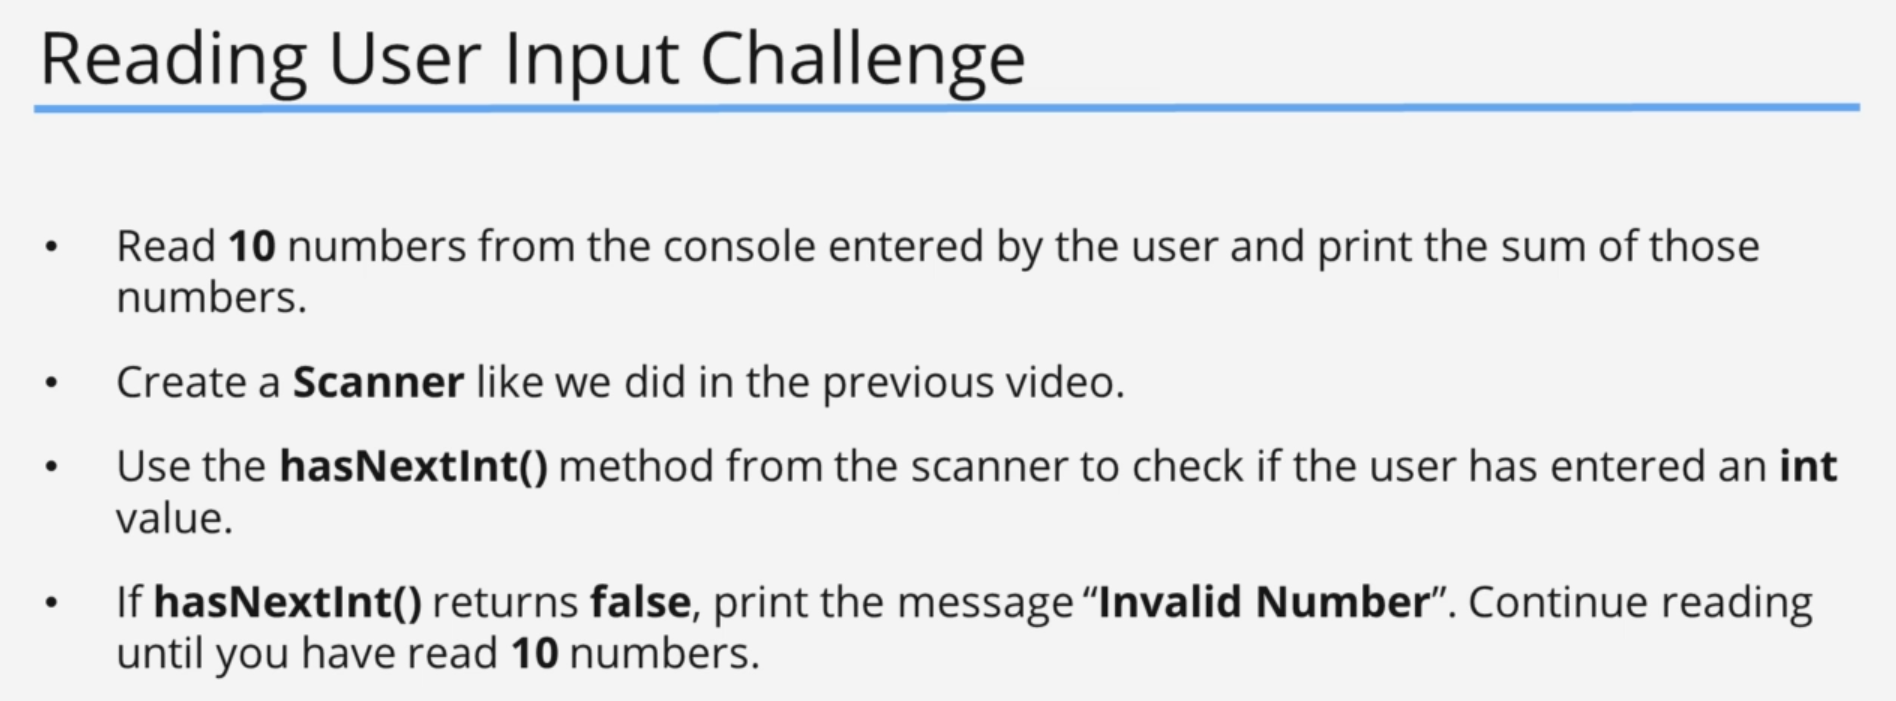 Reading User Input Challenge
• Read 10 numbers from the console entered by the user and print the sum of those
numbers.
• Create a Scanner like we did in the previous video.
• Use the hasNextInt() method from the scanner to check if the user has entered an int
value.
• If hasNextInt() returns false, print the message “Invalid Number”. Continue reading
until you have read 10 numbers.